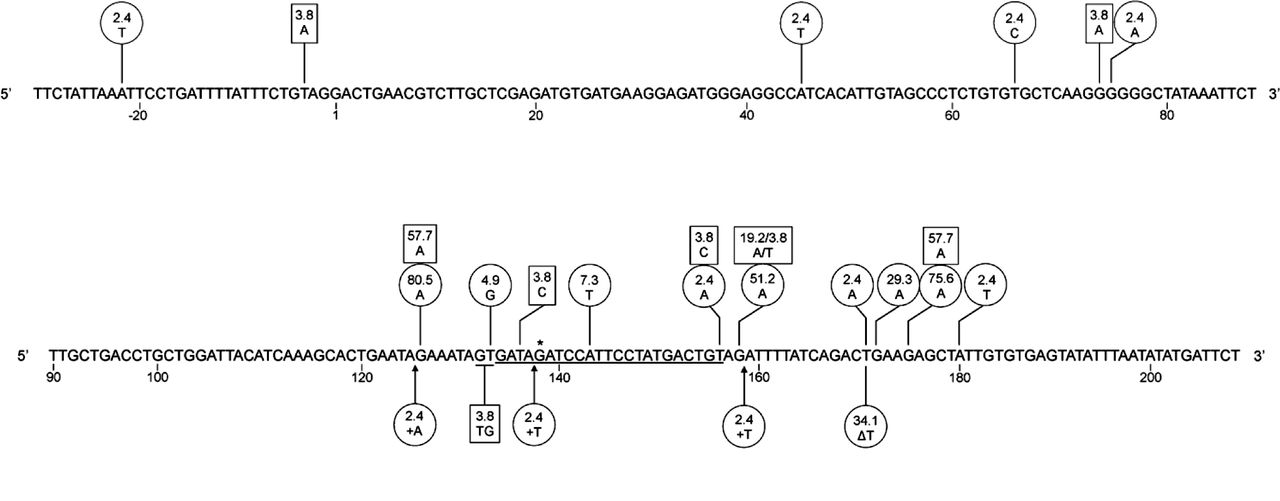 2.4
T
3.8
A
2.4
T
2.4
C
3.8
A
2.4
A
5' TTCTATTAAATTCCTGATTTTATTTCTGTAGGACTGAACGTCTTGCTCGAGATGTGATGAAGGAGATGGGAGGCCATCACATTGTAGCCCTCTGTGTGCTCAAGGGGGGCTATAAATTCT 3'
-20 1 20 40 60 80
57.7
A
3.8
C
19.2/3.8
A/T
57.7
A
80.5
A
4.9
G
3.8
C
7.3
T
2.4
A
51.2
A
2.4
A
29.3
A
75.6
A
2.4
T
*
5' TTGCTGACCTGCTGGATTACATCAAAGCACTGAATAGAAATAGTGATAGATCCATTCCTATGACTGTAGATTTTATCAGACTGAAGAGCTATTGTGTGAGTATATTTAATATATGATTCT 3'
90 100 120 140 160 180 200
2.4
+A
3.8
TG
2.4
+T
2.4
+T
34.1
ΔT